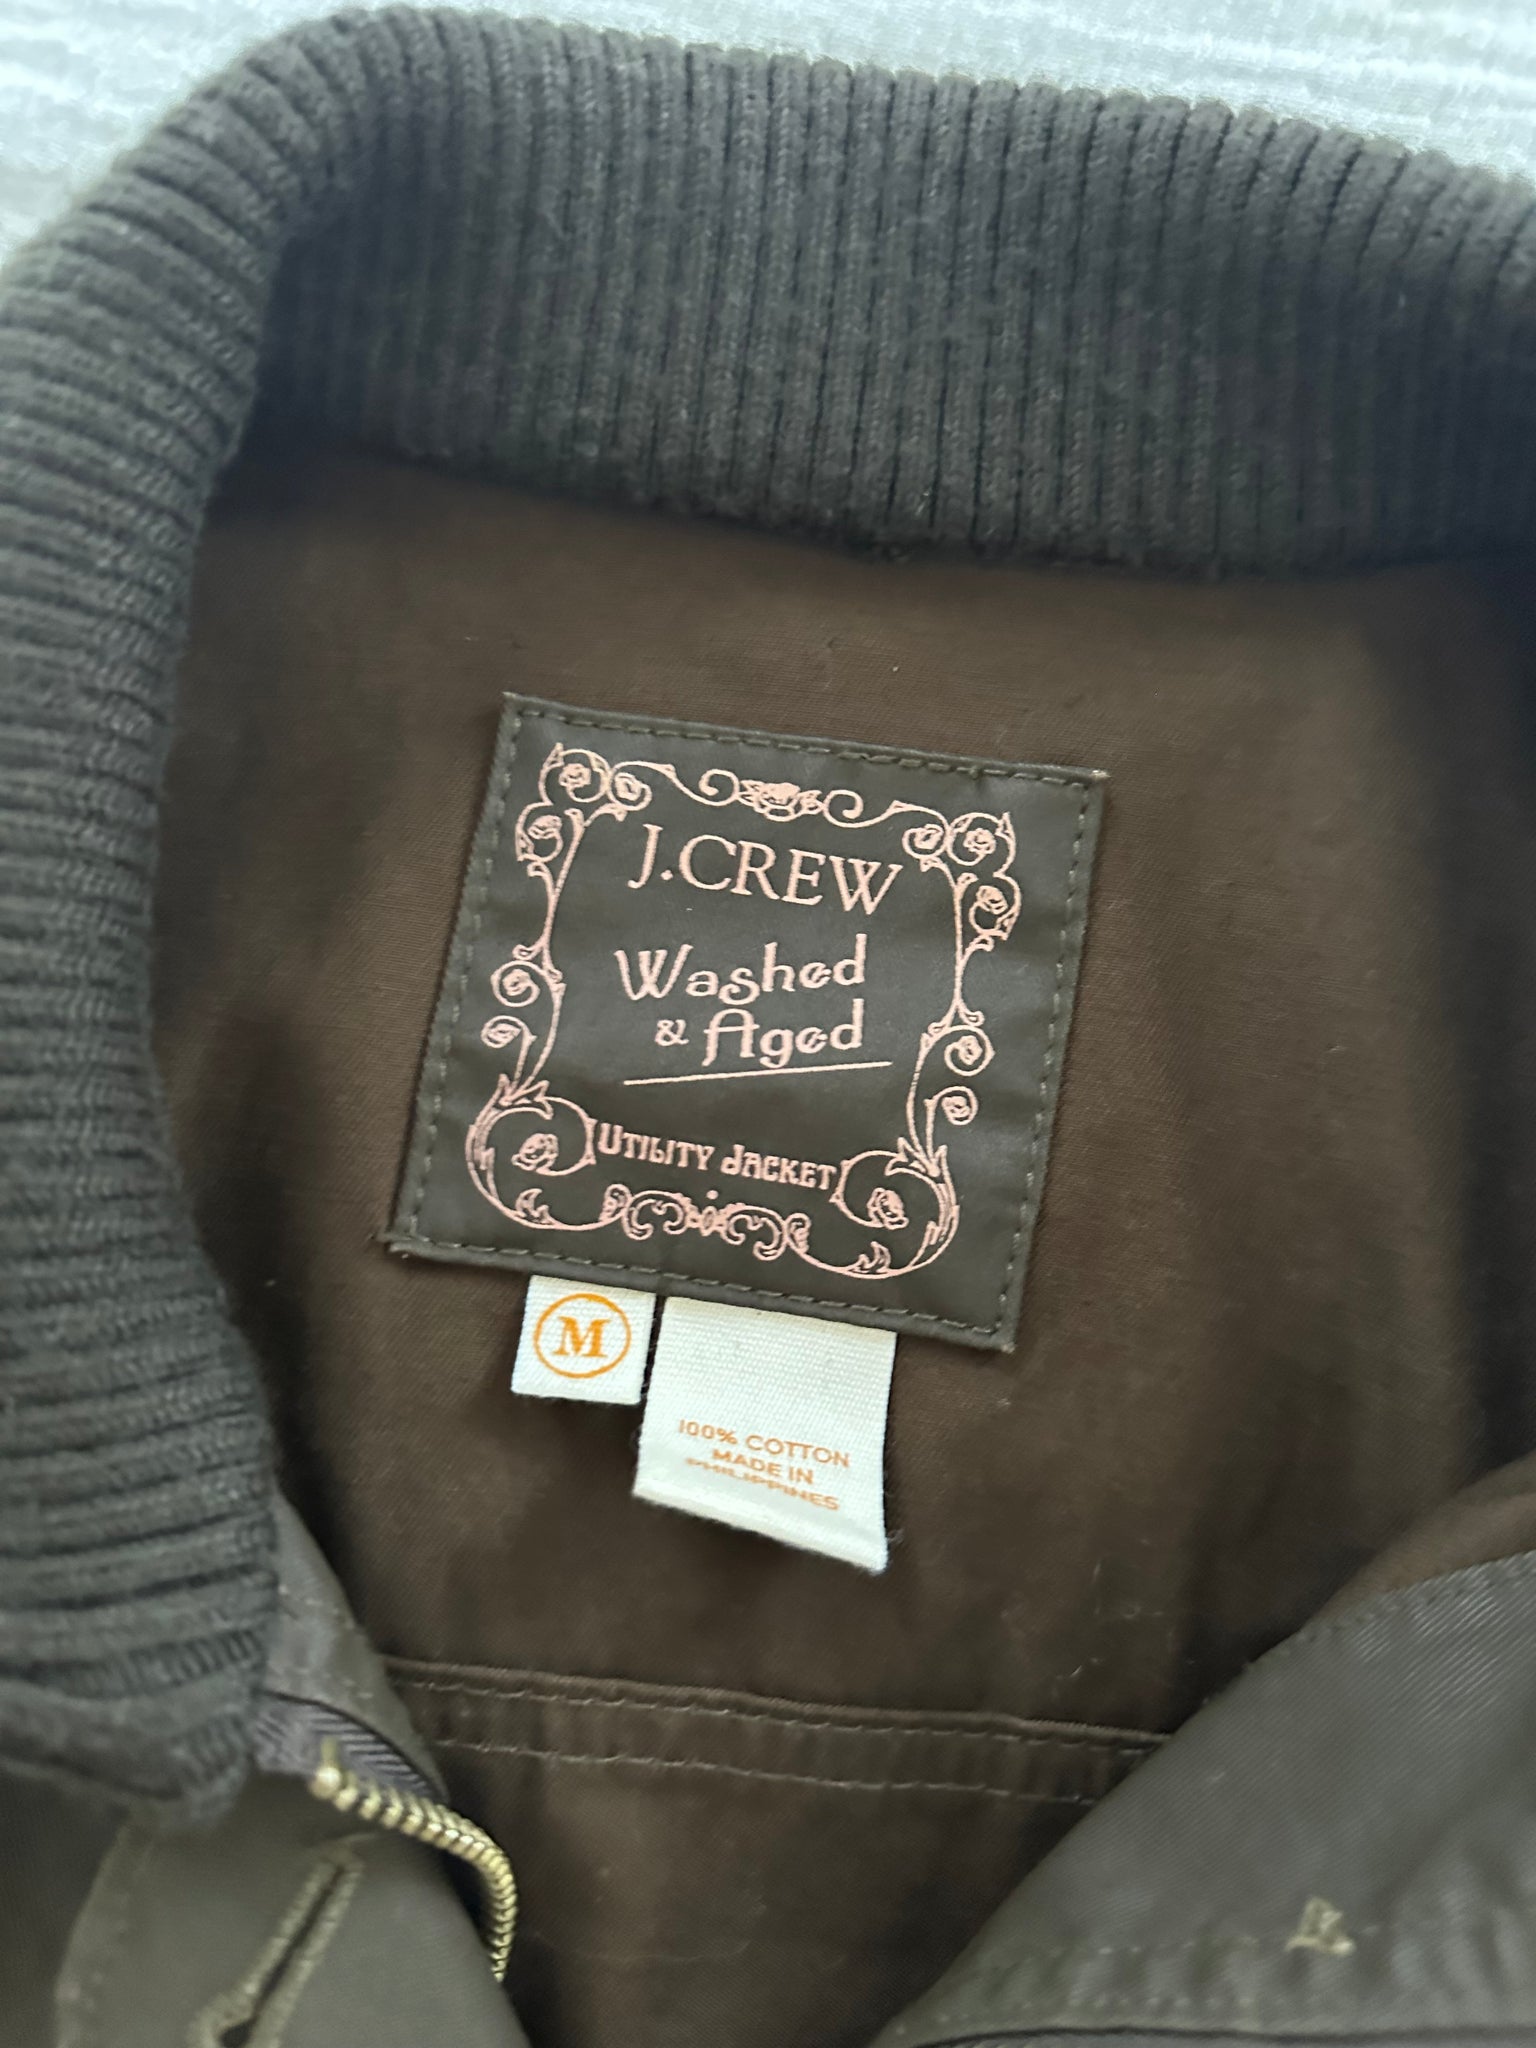 J.CREW
Washed
& Aged
UTILITY JACKET
M
100% COTTON
MADE IN
PHILIPPINES